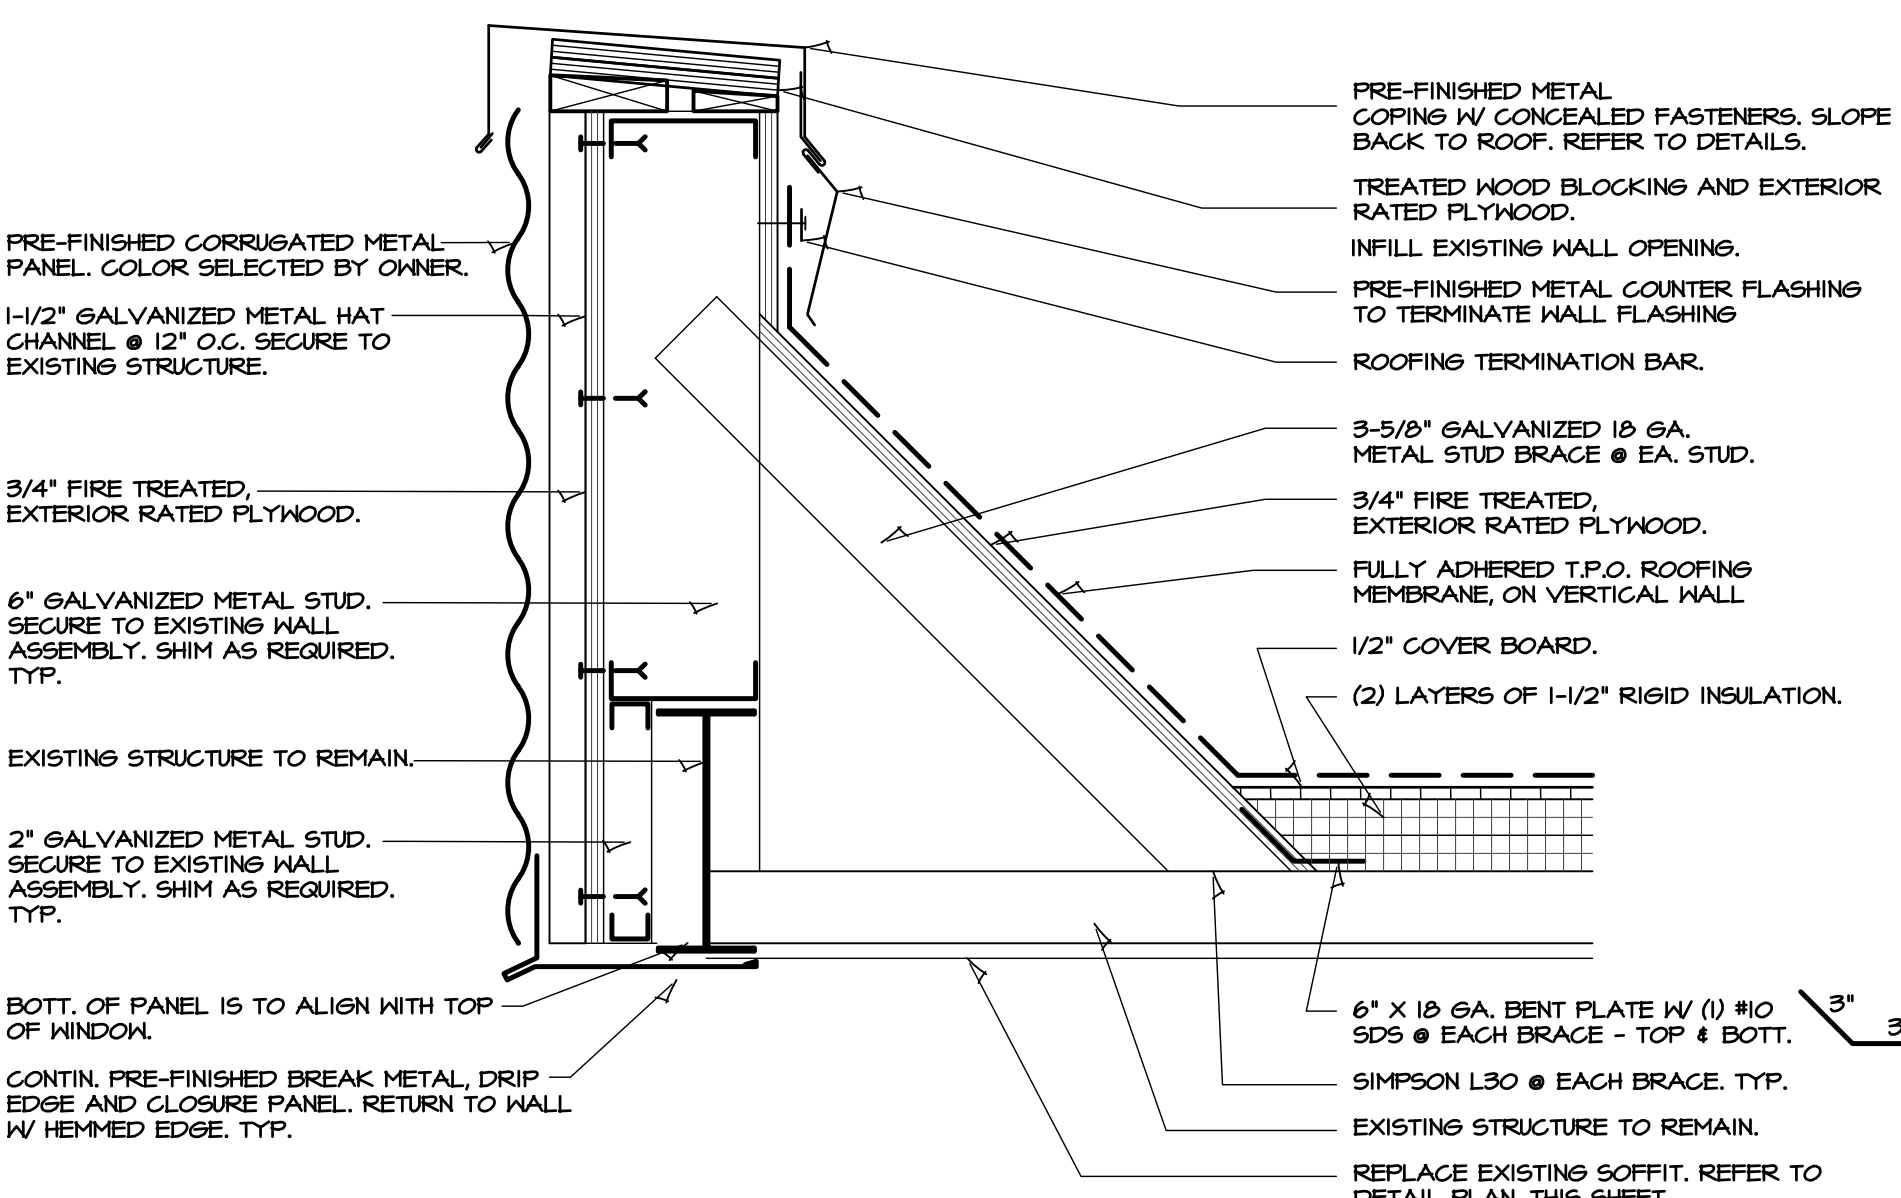 PRE-FINISHED CORRUGATED METAL
PANEL. COLOR SELECTED BY OWNER.
1-1/2" GALVANIZED METAL HAT
CHANNEL @ 12" O.C. SECURE TO
EXISTING STRUCTURE.
3/4" FIRE TREATED,
EXTERIOR RATED PLYWOOD.
6" GALVANIZED METAL STUD.
SECURE TO EXISTING WALL
ASSEMBLY. SHIM AS REQUIRED.
TYP.
EXISTING STRUCTURE TO REMAIN.
2" GALVANIZED METAL STUD.
SECURE TO EXISTING WALL
ASSEMBLY. SHIM AS REQUIRED.
TYP.
BOTT. OF PANEL IS TO ALIGN WITH TOP
OF WINDOW.
CONTIN. PRE-FINISHED BREAK METAL, DRIP
EDGE AND CLOSURE PANEL. RETURN TO WALL
W/ HEMMED EDGE. TYP.
PRE-FINISHED METAL
COPING W/ CONCEALED FASTENERS. SLOPE
BACK TO ROOF. REFER TO DETAILS.
TREATED WOOD BLOCKING AND EXTERIOR
RATED PLYWOOD.
INFILL EXISTING WALL OPENING.
PRE-FINISHED METAL COUNTER FLASHING
TO TERMINATE WALL FLASHING
ROOFING TERMINATION BAR.
3-5/8" GALVANIZED 18 GA.
METAL STUD BRACE @ EA. STUD.
3/4" FIRE TREATED,
EXTERIOR RATED PLYWOOD.
FULLY ADHERED T.P.O. ROOFING
MEMBRANE, ON VERTICAL WALL
1/2" COVER BOARD.
(2) LAYERS OF 1-1/2" RIGID INSULATION.
6" X 18 GA. BENT PLATE W/ (1) #10
SDS @ EACH BRACE - TOP & BOTT.
3"
3
SIMPSON L30 @ EACH BRACE. TYP.
EXISTING STRUCTURE TO REMAIN.
REPLACE EXISTING SOFFIT. REFER TO
DETAIL PLAN THIS SHEET